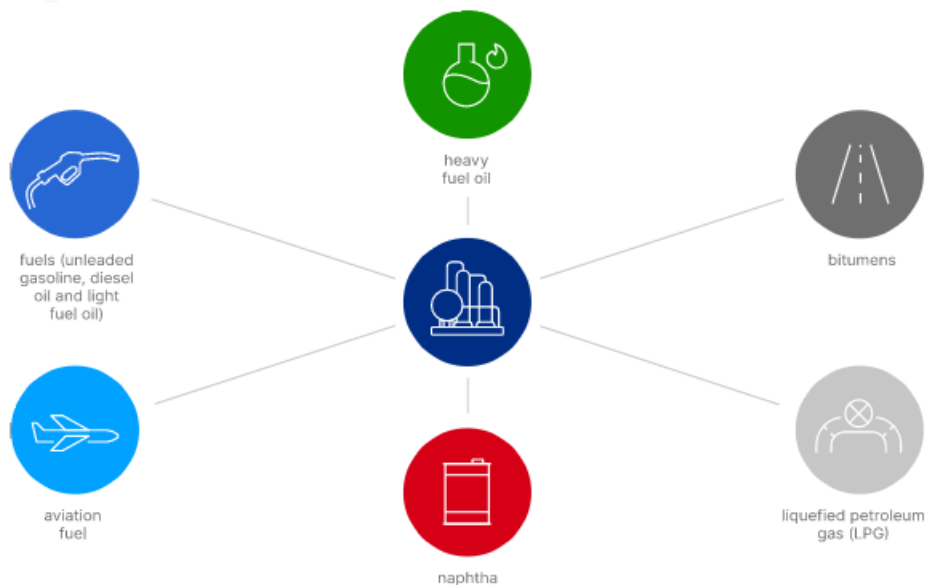 heavy
fuel oil
fuels (unleaded
gasoline, diesel
oil and light
fuel oil)
bitumens
aviation
fuel
liquefied petroleum
gas (LPG)
naphtha